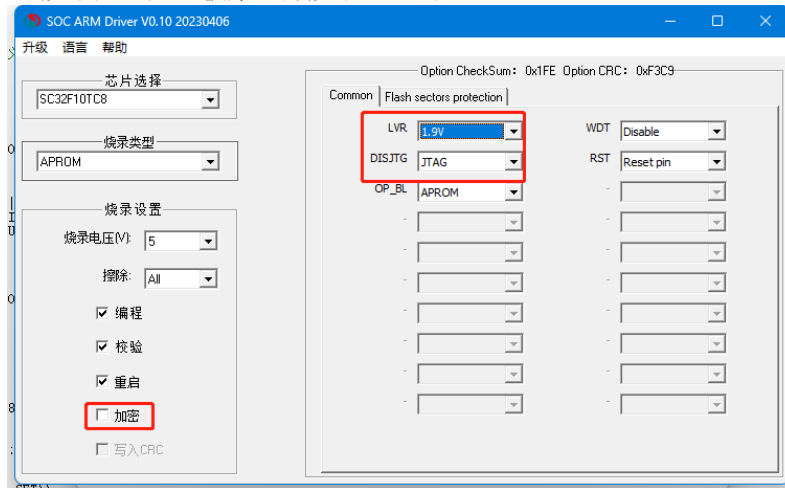 SOC ARM Driver V0.10 20230406
升级 语言 帮助
芯片选择
SC32F10TC8
烧录类型
APROM
烧录设置
烧录电压(V): 5
擦除: All
编程
校验
重启
加密
写入CRC
Option CheckSum: 0x1FE Option CRC: 0xF3C9
Common Flash sectors protection
LVR 1.9V WDT Disable
DISJTG JTAG RST Reset pin
OP_BL APROM -
- -
- -
- -
- -
- -
- -
- -